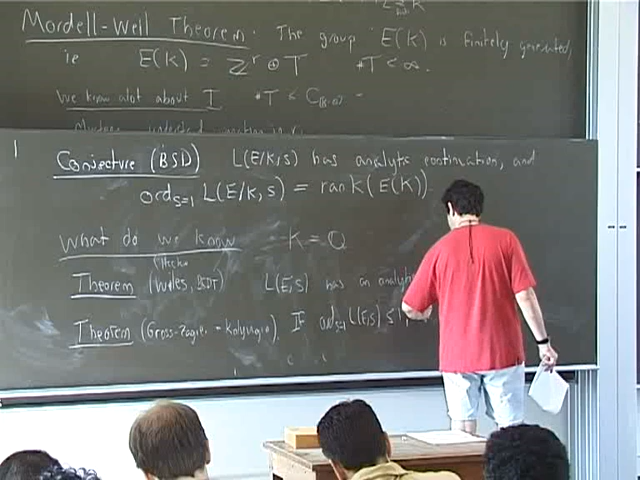 Mordell-Weil Theorem. The group E(K) is finitely generated,
ie E(K) = ℤ^r ⊕ T #T < ∞.
We know alot about T #T ≤ C_[K:Q]
1
Conjecture (BSD) L(E/K,s) has analytic continuation, and
ord_{s=1} L(E/K,s) = rank(E(K))
What do we know K = Q
Hecke
Theorem (Wiles, BCDT) L(E,s) has an analytic
Theorem (Gross-Zagier + Kolyvagin). If ord_{s=1} L(E,s) ≤ 1,